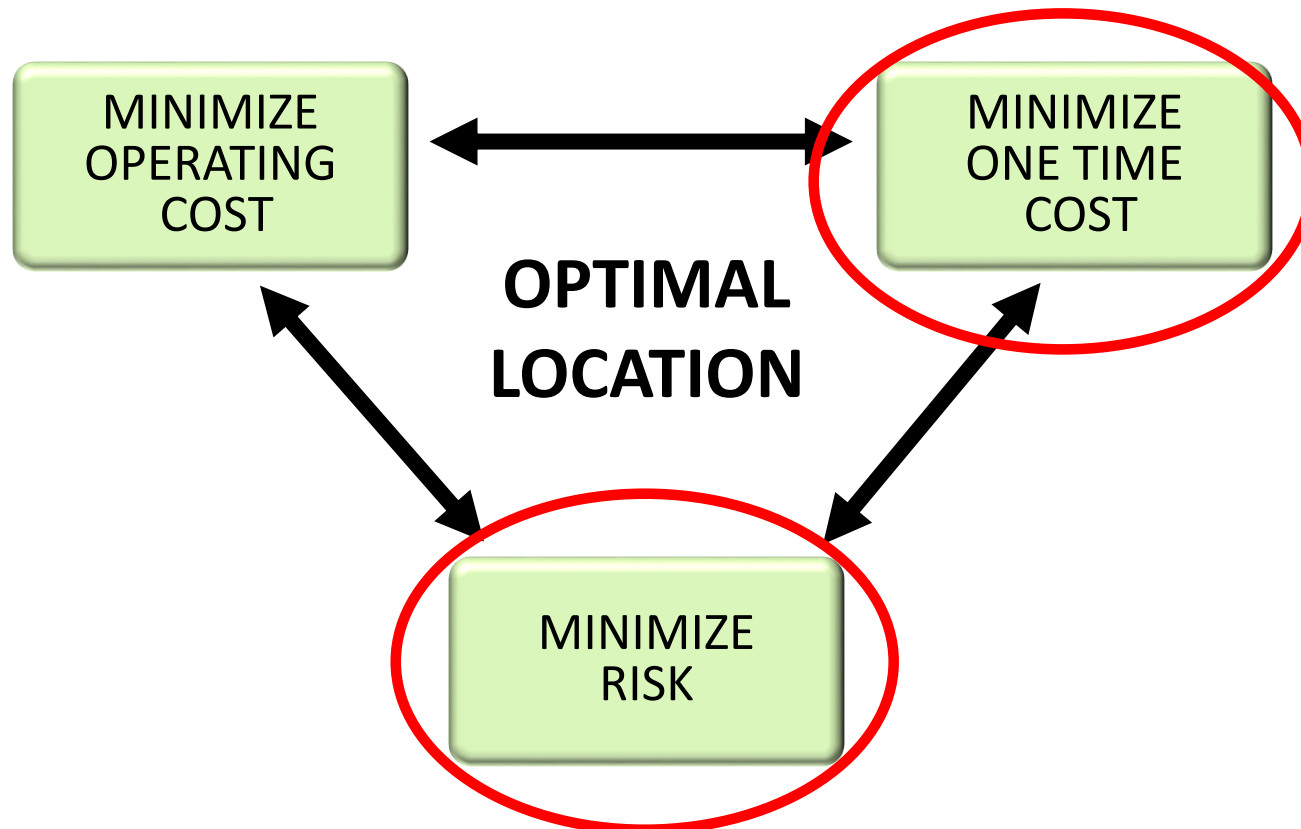 MINIMIZE
OPERATING
COST
MINIMIZE
ONE TIME
COST
OPTIMAL
LOCATION
MINIMIZE
RISK